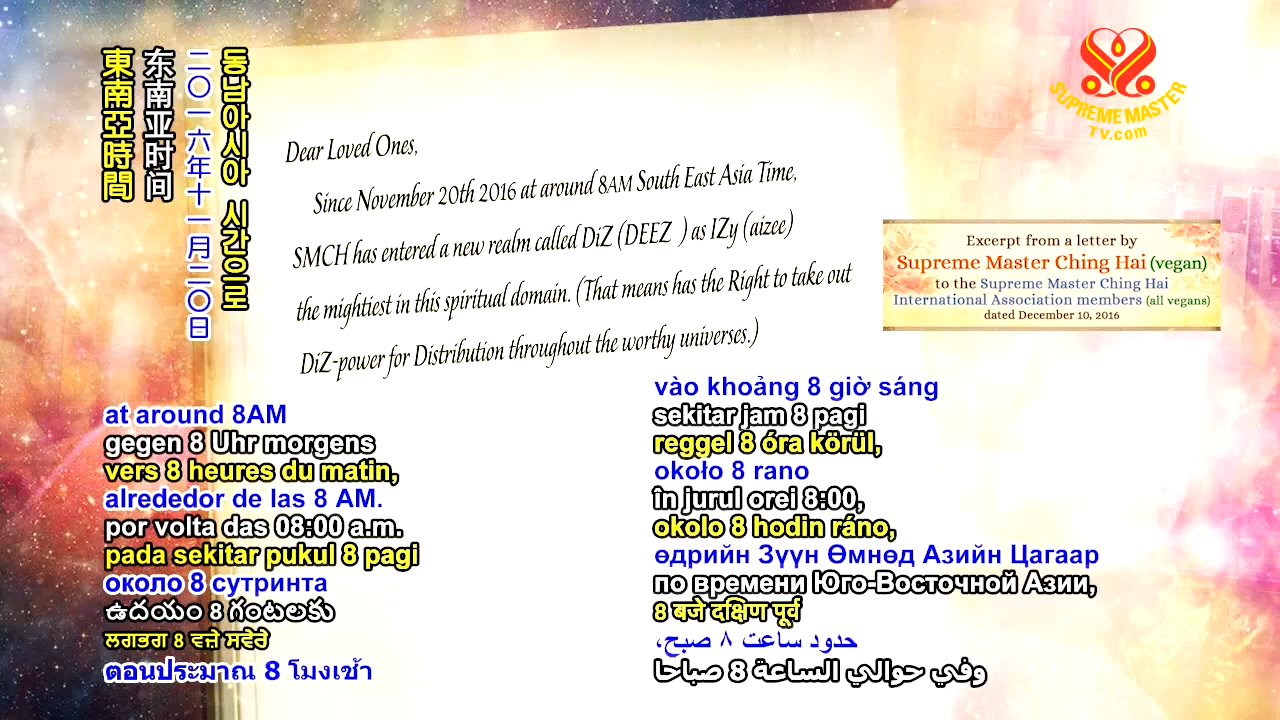 東南亞時間
东南亚时间
二〇一六年十一月二〇日
동남아시아 시간으로
SUPREME MASTER
TV.com
Dear Loved Ones,
Since November 20th 2016 at around 8AM South East Asia Time,
SMCH has entered a new realm called DiZ (DEEZ ) as IZy (aizee)
the mightiest in this spiritual domain. (That means has the Right to take out
DiZ-power for Distribution throughout the worthy universes.)
Excerpt from a letter by
Supreme Master Ching Hai (vegan)
to the Supreme Master Ching Hai
International Association members (all vegans)
dated December 10, 2016
at around 8AM
gegen 8 Uhr morgens
vers 8 heures du matin,
alrededor de las 8 AM.
por volta das 08:00 a.m.
pada sekitar pukul 8 pagi
около 8 сутринта
ఉదయం 8 గంటలకు
ਲਗਭਗ 8 ਵਜ਼ੇ ਸਵੇਰੇ
ตอนประมาณ 8 โมงเช้า
vào khoảng 8 giờ sáng
sekitar jam 8 pagi
reggel 8 óra körül,
około 8 rano
în jurul orei 8:00,
okolo 8 hodin ráno,
өдрийн Зүүн Өмнөд Азийн Цагаар
по времени Юго-Восточной Азии,
8 बजे दक्षिण पूर्व
حدود ساعت ۸ صبح،
وفي حوالي الساعة 8 صباحا